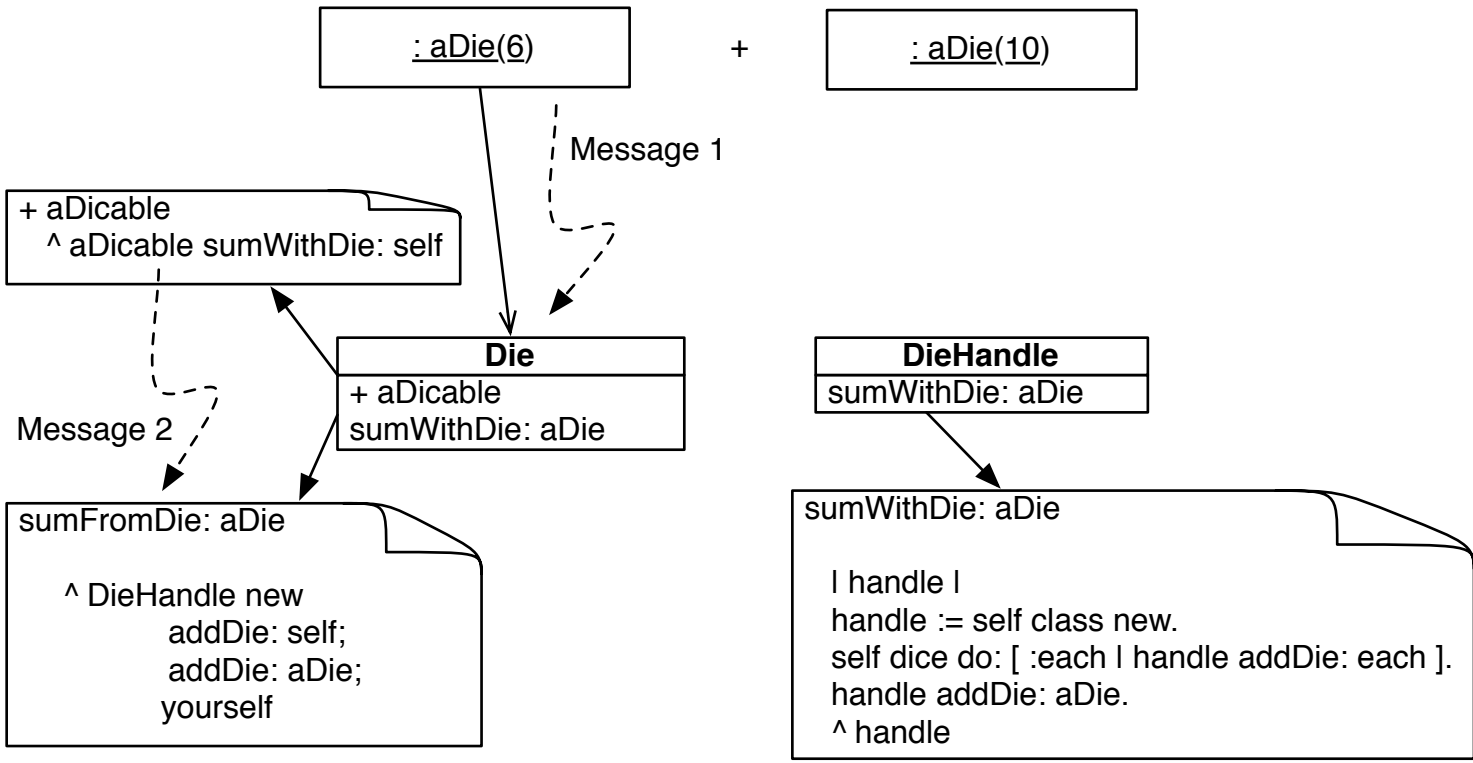 : aDie(6)
+
: aDie(10)
Message 1
+ aDicable
^ aDicable sumWithDie: self
Die
+ aDicable
sumWithDie: aDie
DieHandle
sumWithDie: aDie
Message 2
sumFromDie: aDie
^ DieHandle new
addDie: self;
addDie: aDie;
yourself
sumWithDie: aDie
| handle |
handle := self class new.
self dice do: [ :each | handle addDie: each ].
handle addDie: aDie.
^ handle